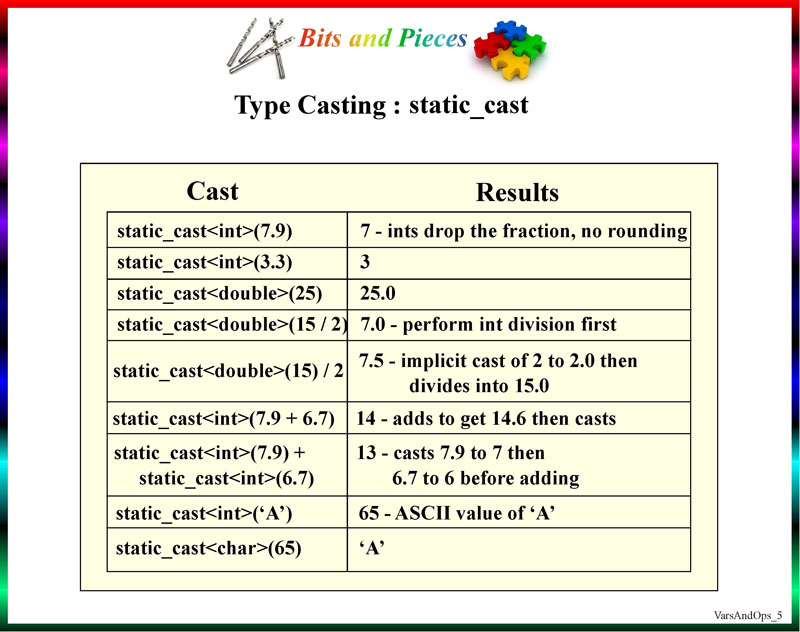 Bits and Pieces
Type Casting : static_cast
Cast Results
static_cast<int>(7.9) 7 - ints drop the fraction, no rounding
static_cast<int>(3.3) 3
static_cast<double>(25) 25.0
static_cast<double>(15 / 2) 7.0 - perform int division first
static_cast<double>(15) / 2 7.5 - implicit cast of 2 to 2.0 then
divides into 15.0
static_cast<int>(7.9 + 6.7) 14 - adds to get 14.6 then casts
static_cast<int>(7.9) + 13 - casts 7.9 to 7 then
static_cast<int>(6.7) 6.7 to 6 before adding
static_cast<int>(‘A’) 65 - ASCII value of ‘A’
static_cast<char>(65) ‘A’
VarsAndOps_5